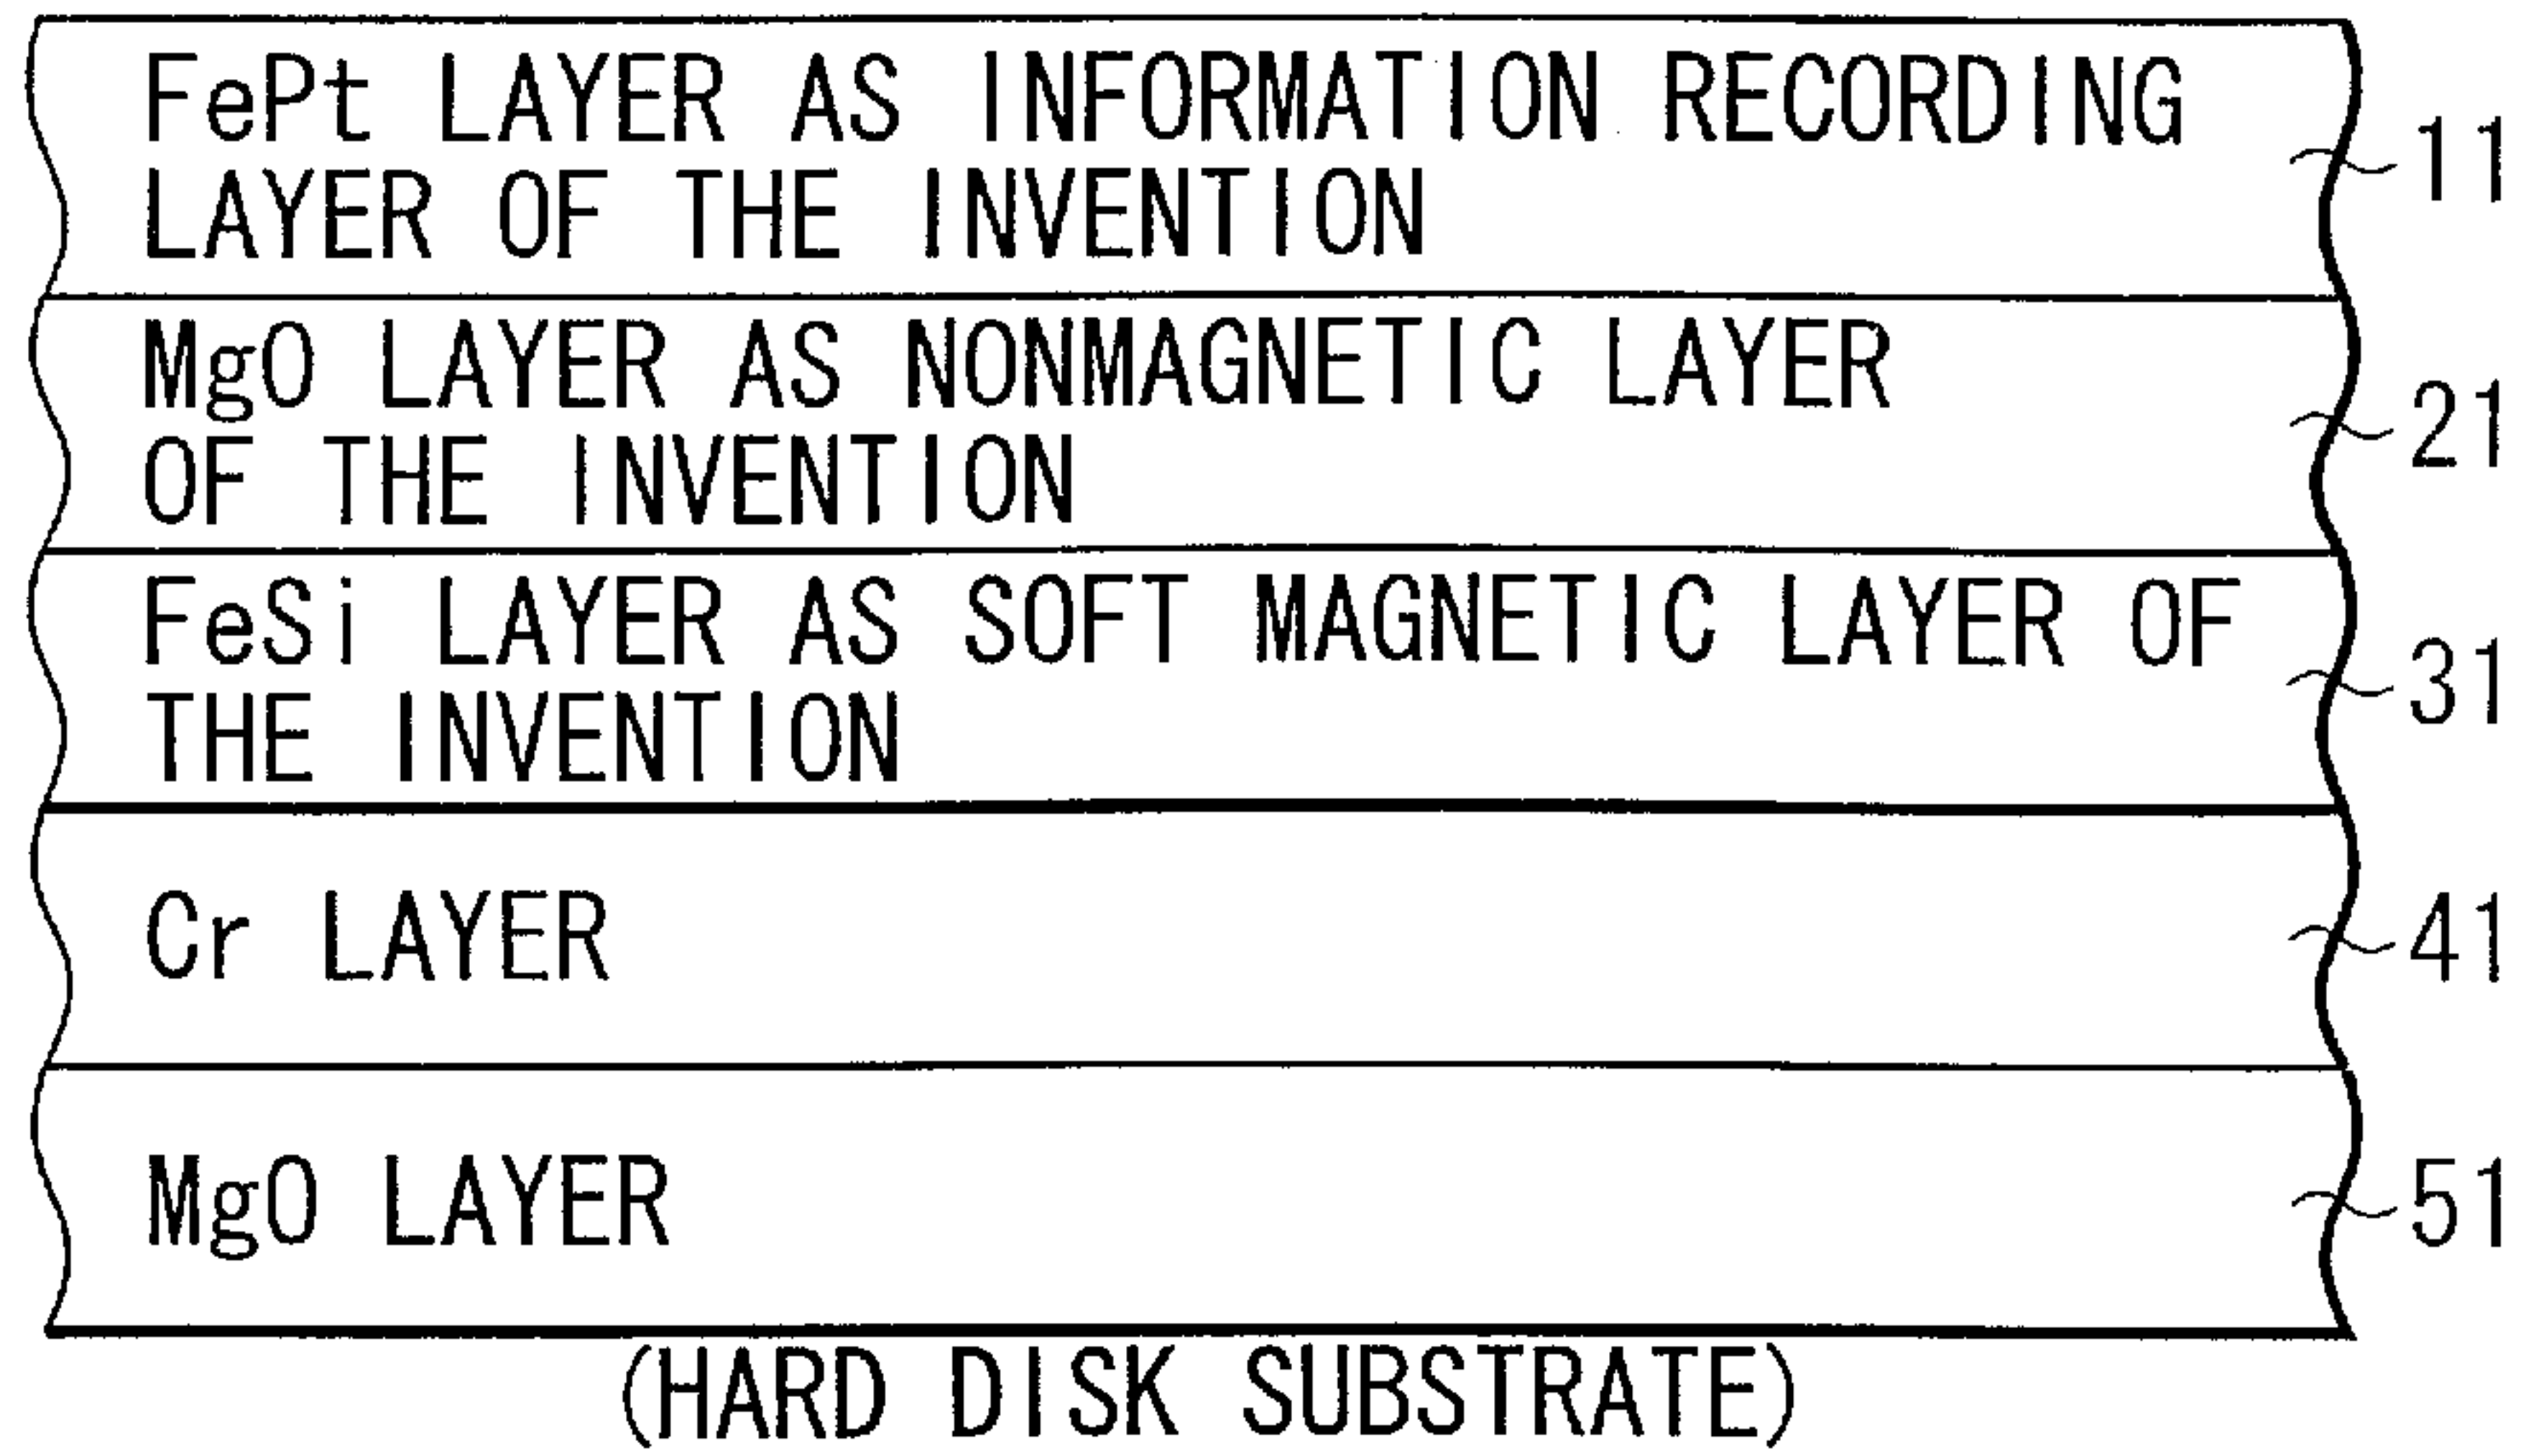 FePt LAYER AS INFORMATION RECORDING
LAYER OF THE INVENTION
11
MgO LAYER AS NONMAGNETIC LAYER
OF THE INVENTION
21
FeSi LAYER AS SOFT MAGNETIC LAYER OF
THE INVENTION
31
Cr LAYER
41
MgO LAYER
51
(HARD DISK SUBSTRATE)